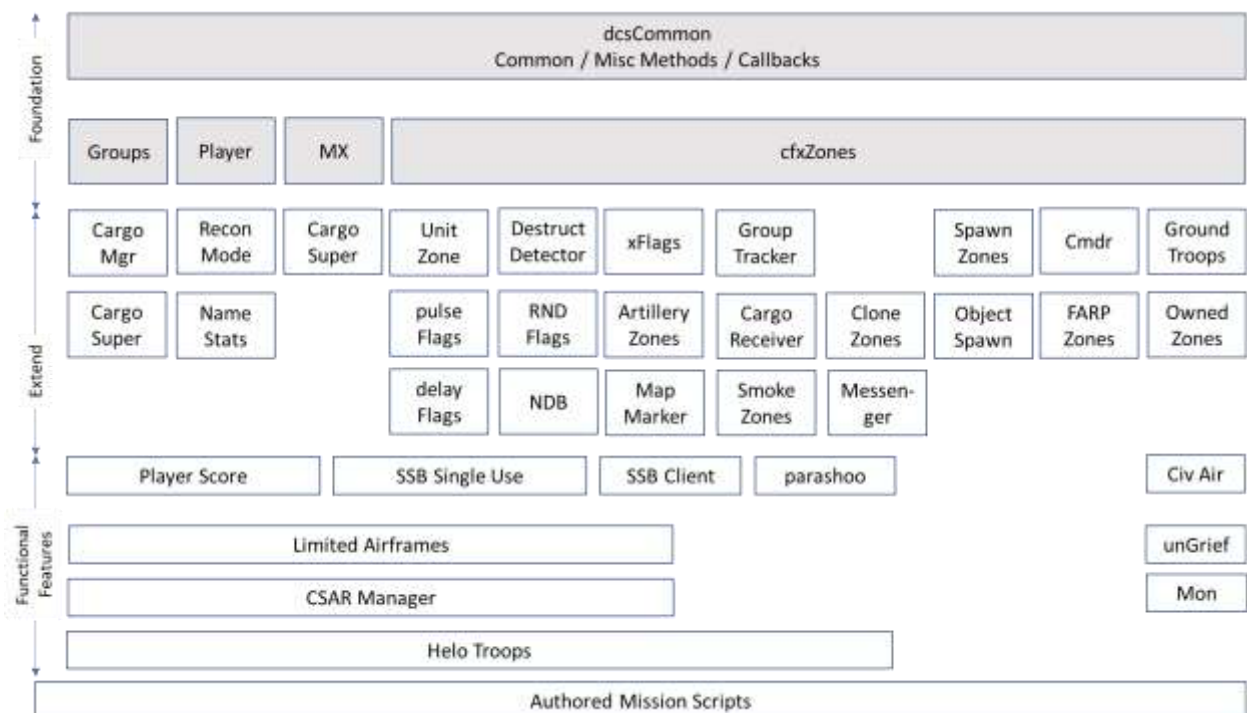 Foundation
dcsCommon
Common / Misc Methods / Callbacks
Groups
Player
MX
cfxZones
Extend
Cargo
Mgr
Recon
Mode
Cargo
Super
Unit
Zone
Destruct
Detector
xFlags
Group
Tracker
Spawn
Zones
Cmdr
Ground
Troops
Cargo
Super
Name
Stats
pulse
Flags
RND
Flags
Artillery
Zones
Cargo
Receiver
Clone
Zones
Object
Spawn
FARP
Zones
Owned
Zones
delay
Flags
NDB
Map
Marker
Smoke
Zones
Messen-
ger
Functional
Features
Player Score
SSB Single Use
SSB Client
parashoo
Civ Air
Limited Airframes
unGrief
CSAR Manager
Mon
Helo Troops
Authored Mission Scripts